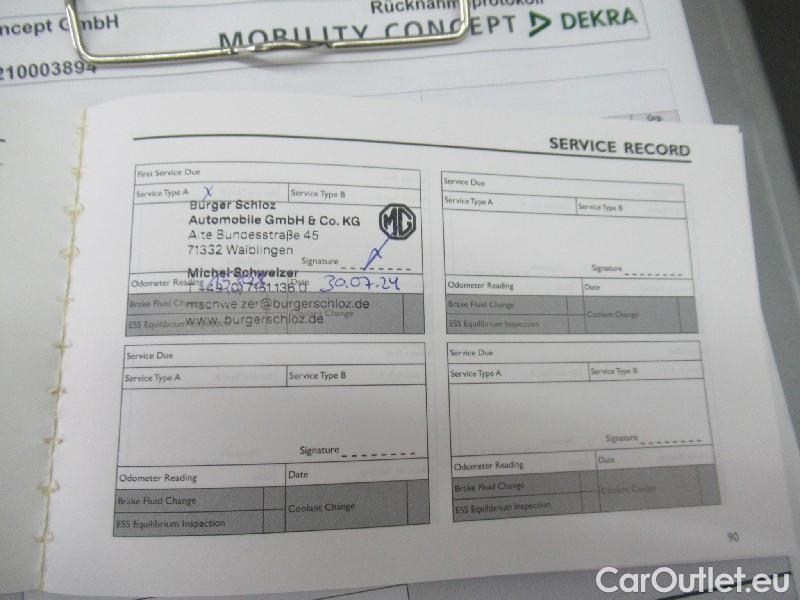 Rücknahmeprotokoll
ncept GmbH
MOBILITY CONCEPT DEKRA
210003894
SERVICE RECORD
First Service Due
Service Type A X Service Type B
Burger Schloz
Automobile GmbH & Co. KG
Alte Bundesstraße 45
71332 Waiblingen
MG
Signature
Michel Schweizer
Odometer Reading Date 30.07.24
Brake Fluid Change
mschweizer@burgerschloz.de
Coolant Change
ESS Equilibrium Inspection
www.burgerschloz.de
Service Due
Service Type A Service Type B
Signature
Odometer Reading Date
Brake Fluid Change
Coolant Change
ESS Equilibrium Inspection
Service Due
Service Type A Service Type B
Signature
Odometer Reading Date
Brake Fluid Change
Coolant Change
ESS Equilibrium Inspection
Service Due
Service Type A Service Type B
Signature
Odometer Reading Date
Brake Fluid Change
Coolant Change
ESS Equilibrium Inspection
90
CarOutlet.eu